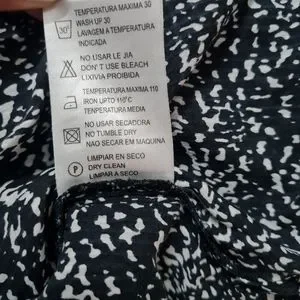 TEMPERATURA MAXIMA 30
30°
WASH UP 30
LAVAGEM A TEMPERATURA
INDICADA
NO USAR LE JIA
DON'T USE BLEACH
LIXIVIA PROIBIDA
TEMPERATURA MAXIMA 110
IRON UPTO 110°C
TEMPERATURA MEDIA
NO USAR SECADORA
NO TUMBLE DRY
NAO SECAR EM MAQUINA
LIMPIAR EN SECO
P DRY CLEAN
LIMPAR A SECO